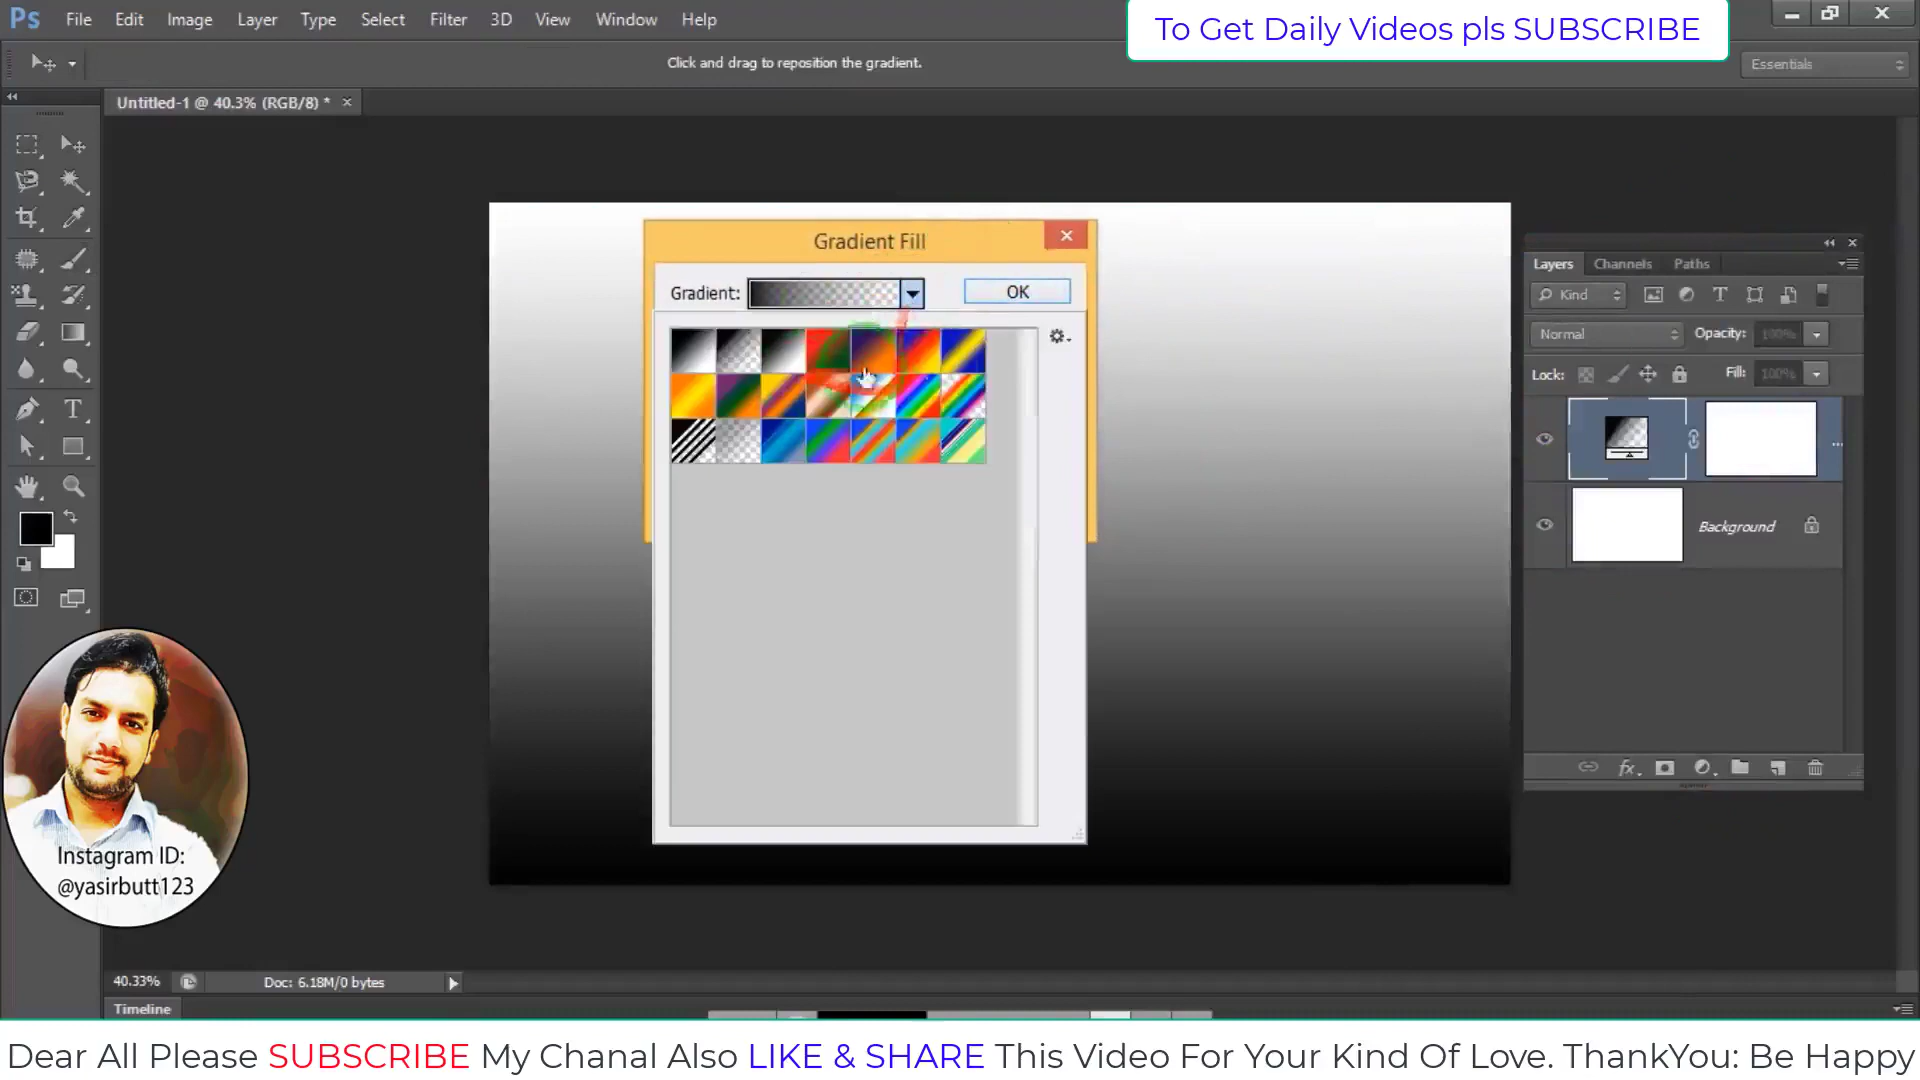 Ps File Edit Image Layer Type Select Filter 3D View Window Help
To Get Daily Videos pls SUBSCRIBE
Click and drag to reposition the gradient.
Essentials
Untitled-1 @ 40.3% (RGB/8) *
Gradient Fill
Gradient:
OK
Layers Channels Paths
Kind
Normal
Opacity: 100%
Lock:
Fill: 100%
Background
Instagram ID:
@yasirbutt123
40.33%
Doc: 6.18M/0 bytes
Timeline
Dear All Please SUBSCRIBE My Chanal Also LIKE & SHARE This Video For Your Kind Of Love. ThankYou: Be Happy